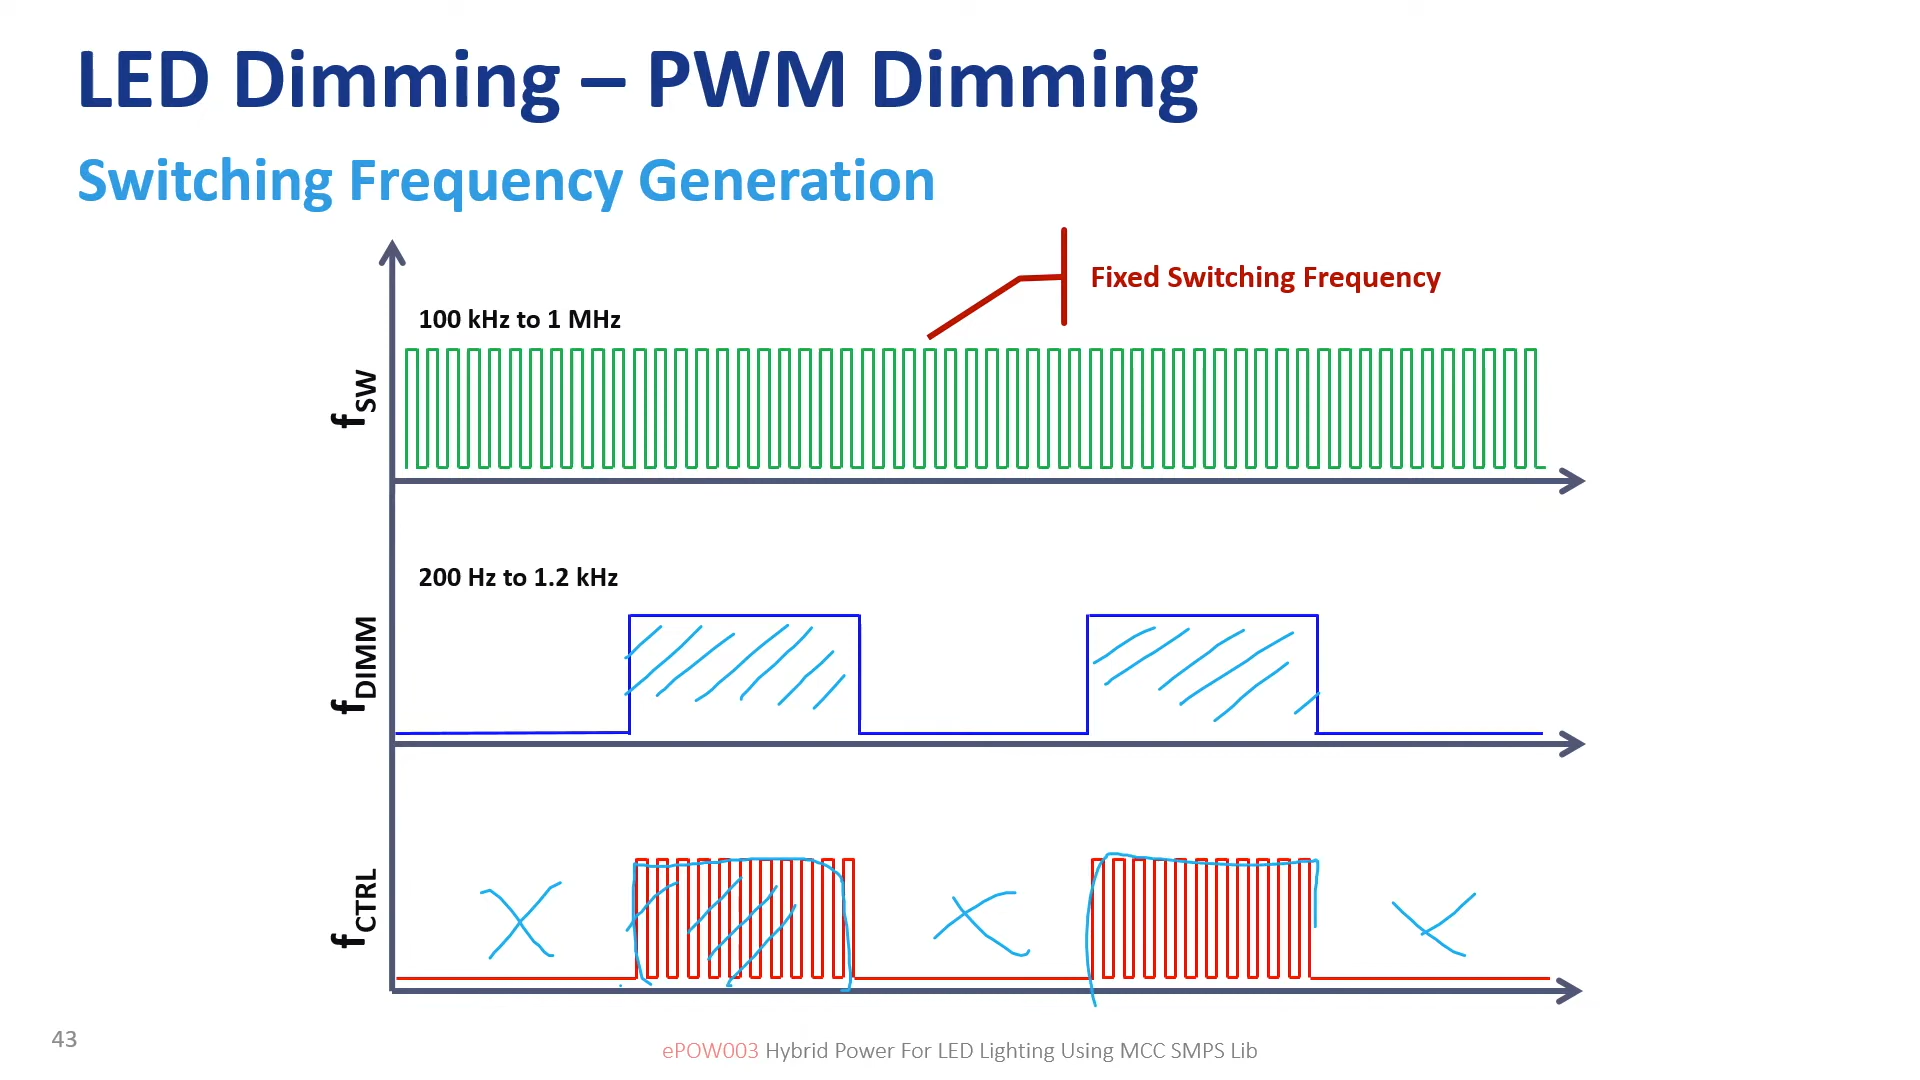 LED Dimming – PWM Dimming
Switching Frequency Generation
Fixed Switching Frequency
100 kHz to 1 MHz
fSW
200 Hz to 1.2 kHz
fDIMM
fCTRL
43
ePOW003 Hybrid Power For LED Lighting Using MCC SMPS Lib